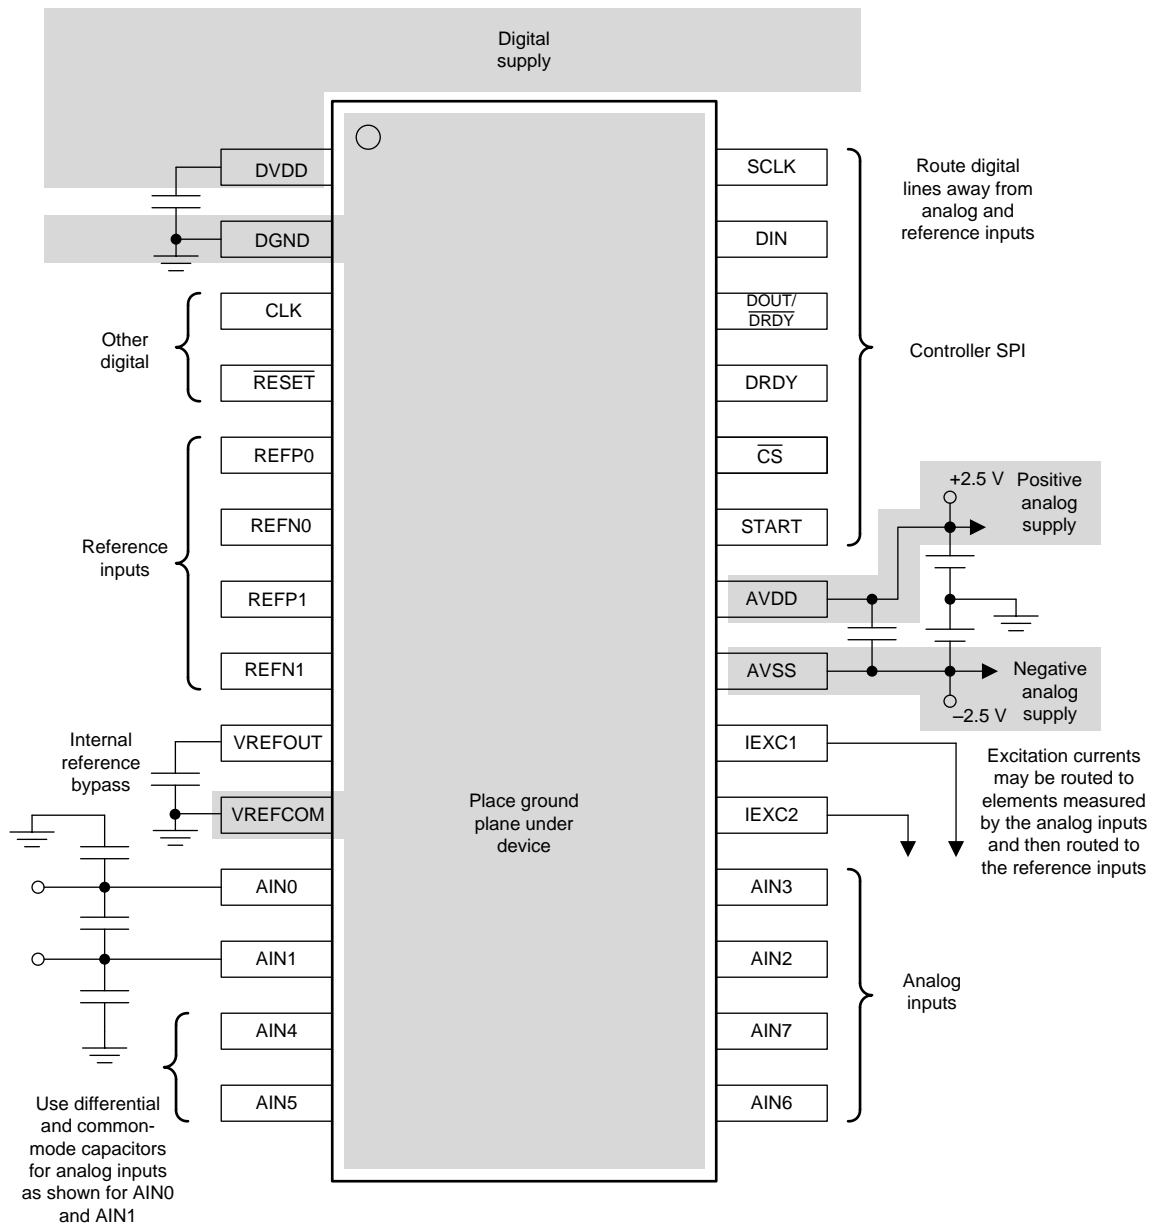 Digital
supply
DVDD
DGND
CLK
RESET
Other
digital
REFP0
REFN0
REFP1
REFN1
Reference
inputs
VREFOUT
VREFCOM
Internal
reference
bypass
AIN0
AIN1
AIN4
AIN5
Use differential
and common-
mode capacitors
for analog inputs
as shown for AIN0
and AIN1
Place ground
plane under
device
SCLK
DIN
DOUT/
DRDY
DRDY
CS
START
Route digital
lines away from
analog and
reference inputs
Controller SPI
AVDD
AVSS
+2.5 V
Positive
analog
supply
Negative
analog
supply
–2.5 V
IEXC1
IEXC2
Excitation currents
may be routed to
elements measured
by the analog inputs
and then routed to
the reference inputs
AIN3
AIN2
AIN7
AIN6
Analog
inputs